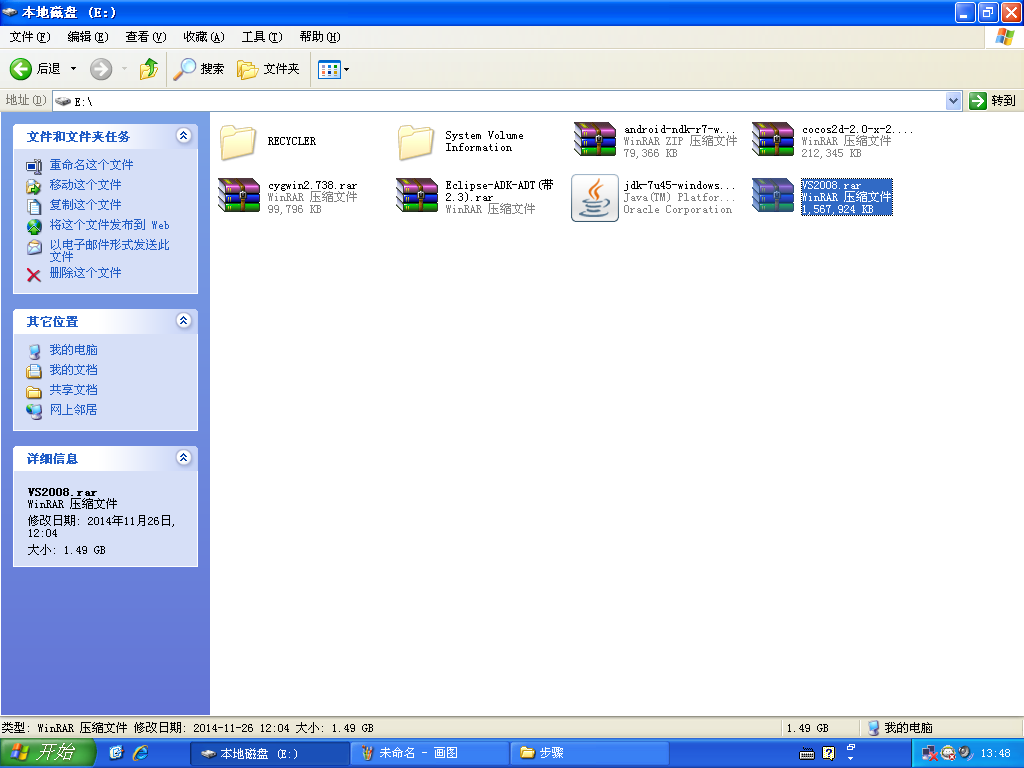 本地磁盘 (E:)
文件(F) 编辑(E) 查看(V) 收藏(A) 工具(T) 帮助(H)
后退 搜索 文件夹
地址(D) E:\ 转到
文件和文件夹任务
重命名这个文件
移动这个文件
复制这个文件
将这个文件发布到 Web
以电子邮件形式发送此
文件
删除这个文件
其它位置
我的电脑
我的文档
共享文档
网上邻居
详细信息
VS2008.rar
WinRAR 压缩文件
修改日期: 2014年11月26日,
12:04
大小: 1.49 GB
RECYCLER
System Volume
Information
android-ndk-r7-w...
WinRAR ZIP 压缩文件
79,366 KB
cocos2d-2.0-x-2....
WinRAR 压缩文件
212,345 KB
cygwin2.738.rar
WinRAR 压缩文件
99,796 KB
Eclipse-ADK-ADT(带
2.3).rar
WinRAR 压缩文件
jdk-7u45-windows...
Java(TM) Platfor...
Oracle Corporation
VS2008.rar
WinRAR 压缩文件
1,567,924 KB
类型: WinRAR 压缩文件 修改日期: 2014-11-26 12:04 大小: 1.49 GB 1.49 GB 我的电脑
开始 本地磁盘 (E:) 未命名 - 画图 步骤 13:48